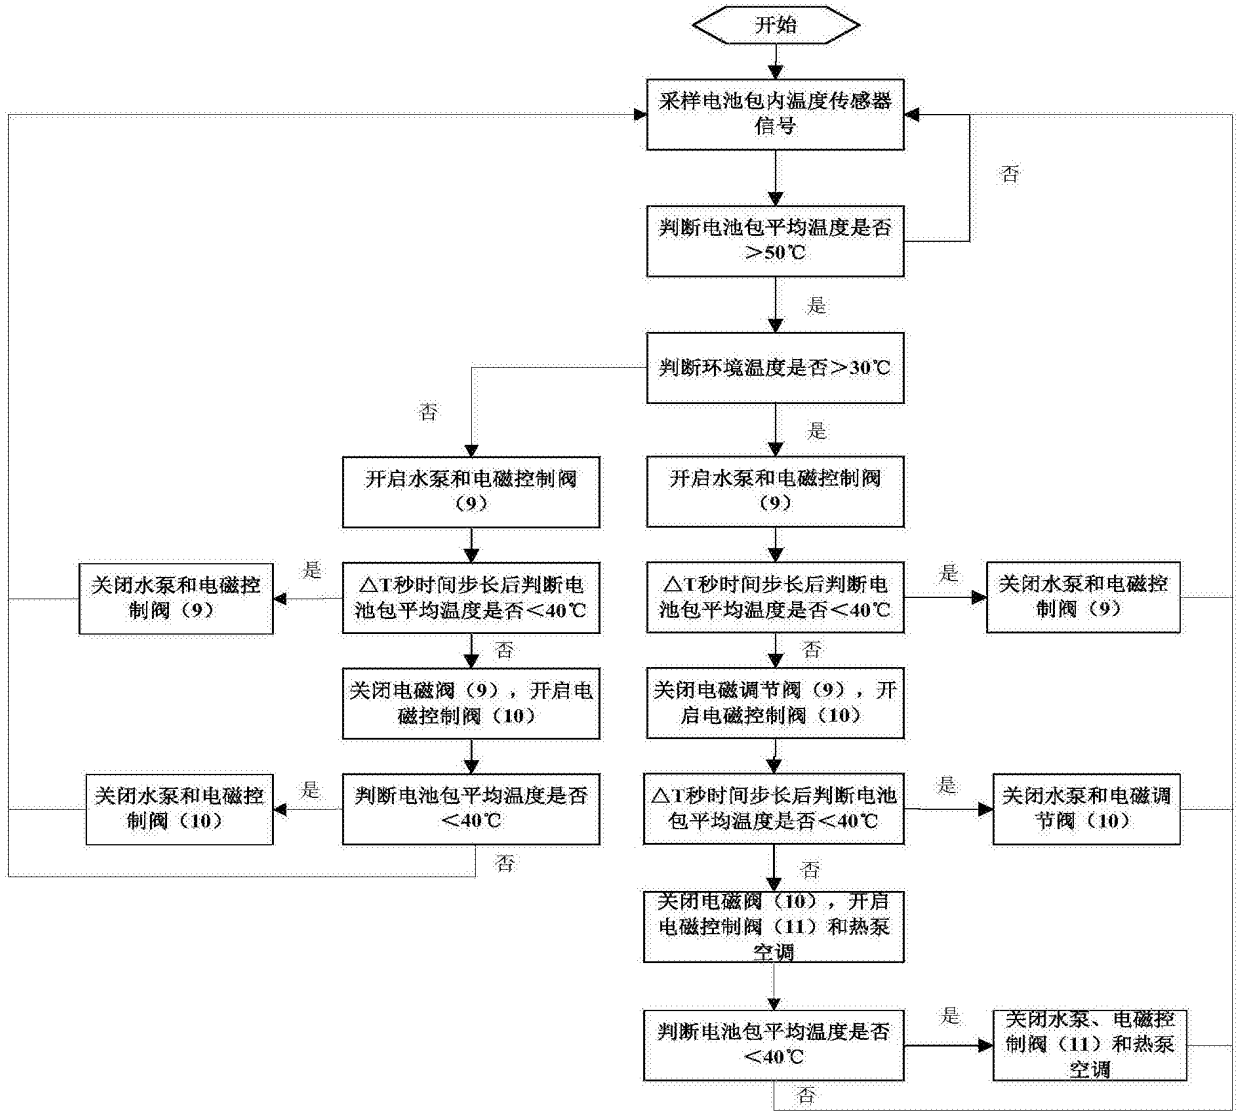 开始
采样电池包内温度传感器
信号
否
判断电池包平均温度是否
＞50℃
是
判断环境温度是否＞30℃
否
是
开启水泵和电磁控制阀
（9）
开启水泵和电磁控制阀
（9）
关闭水泵和电磁控
制阀（9）
是
△T秒时间步长后判断电
池包平均温度是否＜40℃
△T秒时间步长后判断电
池包平均温度是否＜40℃
是
关闭水泵和电磁控
制阀（9）
否
否
关闭电磁阀（9），开启电
磁控制阀（10）
关闭电磁调节阀（9），开
启电磁控制阀（10）
关闭水泵和电磁控
制阀（10）
是
判断电池包平均温度是否
＜40℃
△T秒时间步长后判断电池
包平均温度是否＜40℃
是
关闭水泵和电磁调
节阀（10）
否
否
关闭电磁阀（10），开启
电磁控制阀（11）和热泵
空调
判断电池包平均温度是否
＜40℃
是
关闭水泵、电磁控
制阀（11）和热泵
空调
否